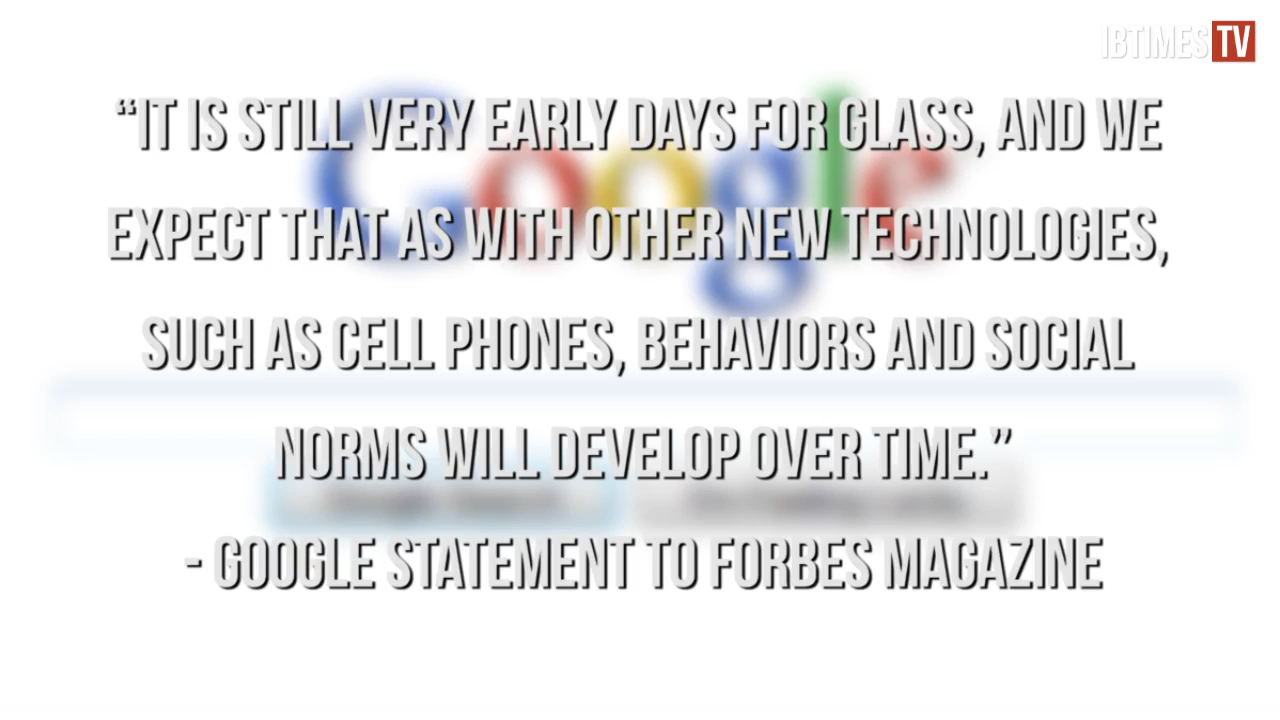 IBTIMES TV
“IT IS STILL VERY EARLY DAYS FOR GLASS, AND WE
EXPECT THAT AS WITH OTHER NEW TECHNOLOGIES,
SUCH AS CELL PHONES, BEHAVIORS AND SOCIAL
NORMS WILL DEVELOP OVER TIME.”
- GOOGLE STATEMENT TO FORBES MAGAZINE
Google